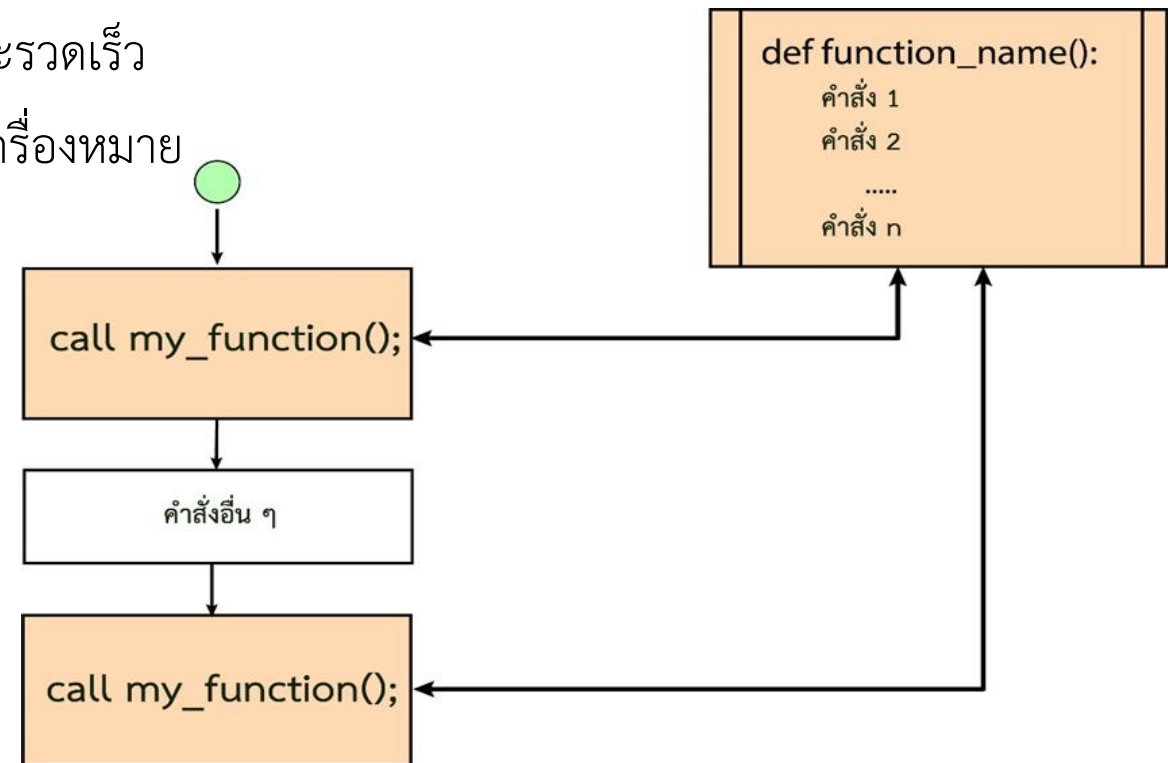 ะรวดเร็ว
ครื่องหมาย
def function_name():
คำสั่ง 1
คำสั่ง 2
.....
คำสั่ง n
call my_function();
คำสั่งอื่น ๆ
call my_function();